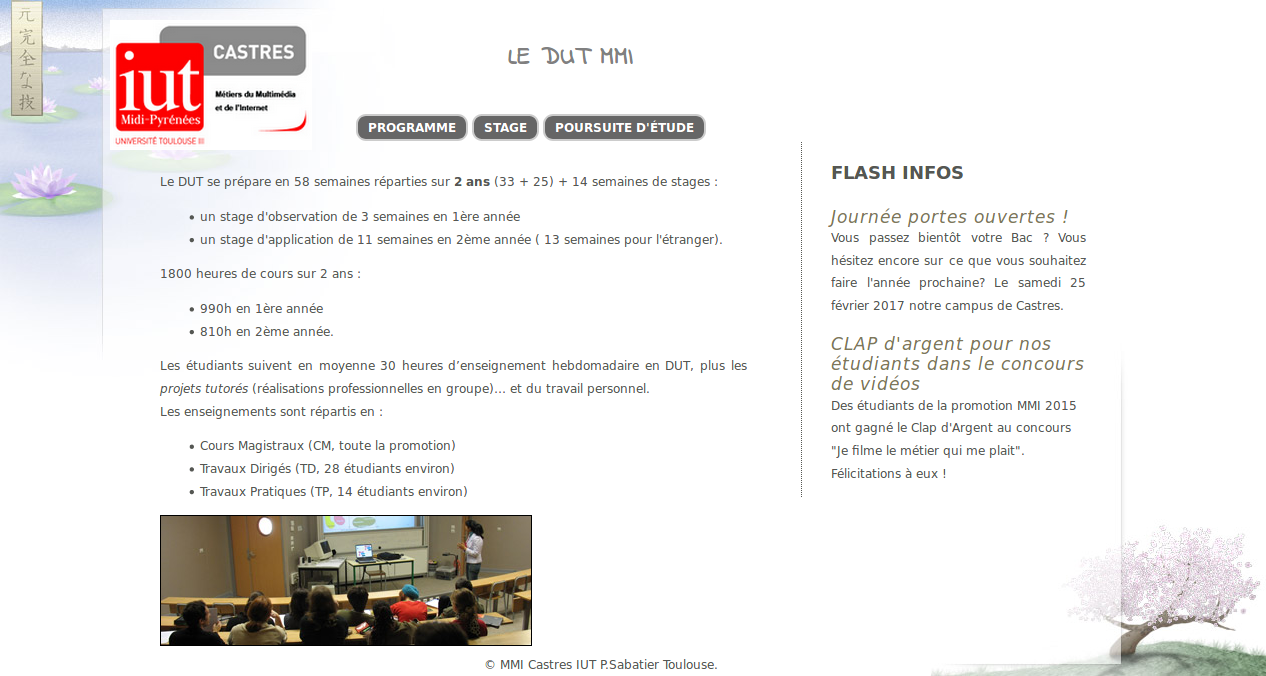 元
完
全
な
技
CASTRES
iut
Midi-Pyrénées
Métiers du Multimédia
et de l'Internet
UNIVERSITÉ TOULOUSE III
LE DUT MMI
PROGRAMME STAGE POURSUITE D'ÉTUDE
Le DUT se prépare en 58 semaines réparties sur 2 ans (33 + 25) + 14 semaines de stages :
• un stage d'observation de 3 semaines en 1ère année
• un stage d'application de 11 semaines en 2ème année ( 13 semaines pour l'étranger).
1800 heures de cours sur 2 ans :
• 990h en 1ère année
• 810h en 2ème année.
Les étudiants suivent en moyenne 30 heures d’enseignement hebdomadaire en DUT, plus les
projets tutorés (réalisations professionnelles en groupe)... et du travail personnel.
Les enseignements sont répartis en :
• Cours Magistraux (CM, toute la promotion)
• Travaux Dirigés (TD, 28 étudiants environ)
• Travaux Pratiques (TP, 14 étudiants environ)
FLASH INFOS
Journée portes ouvertes !
Vous passez bientôt votre Bac ? Vous
hésitez encore sur ce que vous souhaitez
faire l'année prochaine? Le samedi 25
février 2017 notre campus de Castres.
CLAP d'argent pour nos
étudiants dans le concours
de vidéos
Des étudiants de la promotion MMI 2015
ont gagné le Clap d'Argent au concours
"Je filme le métier qui me plait".
Félicitations à eux !
© MMI Castres IUT P.Sabatier Toulouse.